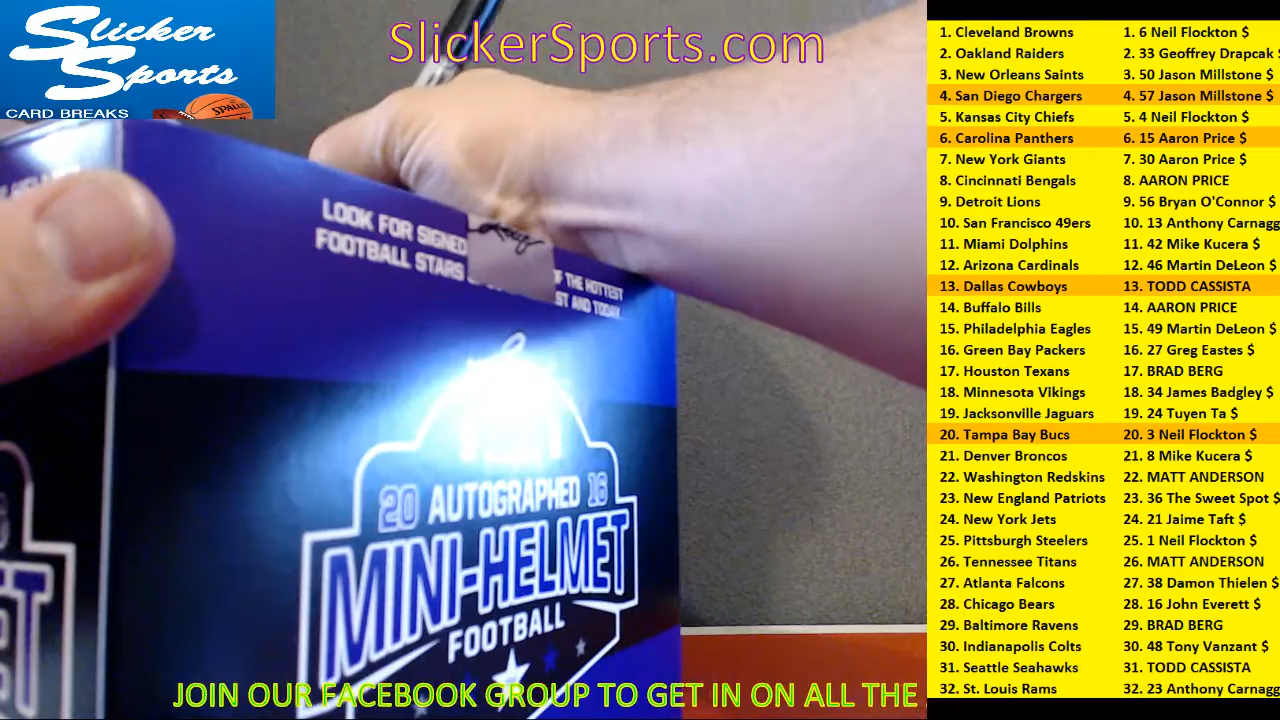 Slicker
Sports
CARD BREAKS
SPALDING
SlickerSports.com
LOOK FOR SIGNED
FOOTBALL STARS
OF THE HOTTEST
ST AND TODAY
20 AUTOGRAPHED 16
MINI-HELMET
FOOTBALL
JOIN OUR FACEBOOK GROUP TO GET IN ON ALL THE
1. Cleveland Browns 1. 6 Neil Flockton $
2. Oakland Raiders 2. 33 Geoffrey Drapcak $
3. New Orleans Saints 3. 50 Jason Millstone $
4. San Diego Chargers 4. 57 Jason Millstone $
5. Kansas City Chiefs 5. 4 Neil Flockton $
6. Carolina Panthers 6. 15 Aaron Price $
7. New York Giants 7. 30 Aaron Price $
8. Cincinnati Bengals 8. AARON PRICE
9. Detroit Lions 9. 56 Bryan O'Connor $
10. San Francisco 49ers 10. 13 Anthony Carnagg
11. Miami Dolphins 11. 42 Mike Kucera $
12. Arizona Cardinals 12. 46 Martin DeLeon $
13. Dallas Cowboys 13. TODD CASSISTA
14. Buffalo Bills 14. AARON PRICE
15. Philadelphia Eagles 15. 49 Martin DeLeon $
16. Green Bay Packers 16. 27 Greg Eastes $
17. Houston Texans 17. BRAD BERG
18. Minnesota Vikings 18. 34 James Badgley $
19. Jacksonville Jaguars 19. 24 Tuyen Ta $
20. Tampa Bay Bucs 20. 3 Neil Flockton $
21. Denver Broncos 21. 8 Mike Kucera $
22. Washington Redskins 22. MATT ANDERSON
23. New England Patriots 23. 36 The Sweet Spot $
24. New York Jets 24. 21 Jaime Taft $
25. Pittsburgh Steelers 25. 1 Neil Flockton $
26. Tennessee Titans 26. MATT ANDERSON
27. Atlanta Falcons 27. 38 Damon Thielen $
28. Chicago Bears 28. 16 John Everett $
29. Baltimore Ravens 29. BRAD BERG
30. Indianapolis Colts 30. 48 Tony Vanzant $
31. Seattle Seahawks 31. TODD CASSISTA
32. St. Louis Rams 32. 23 Anthony Carnagg